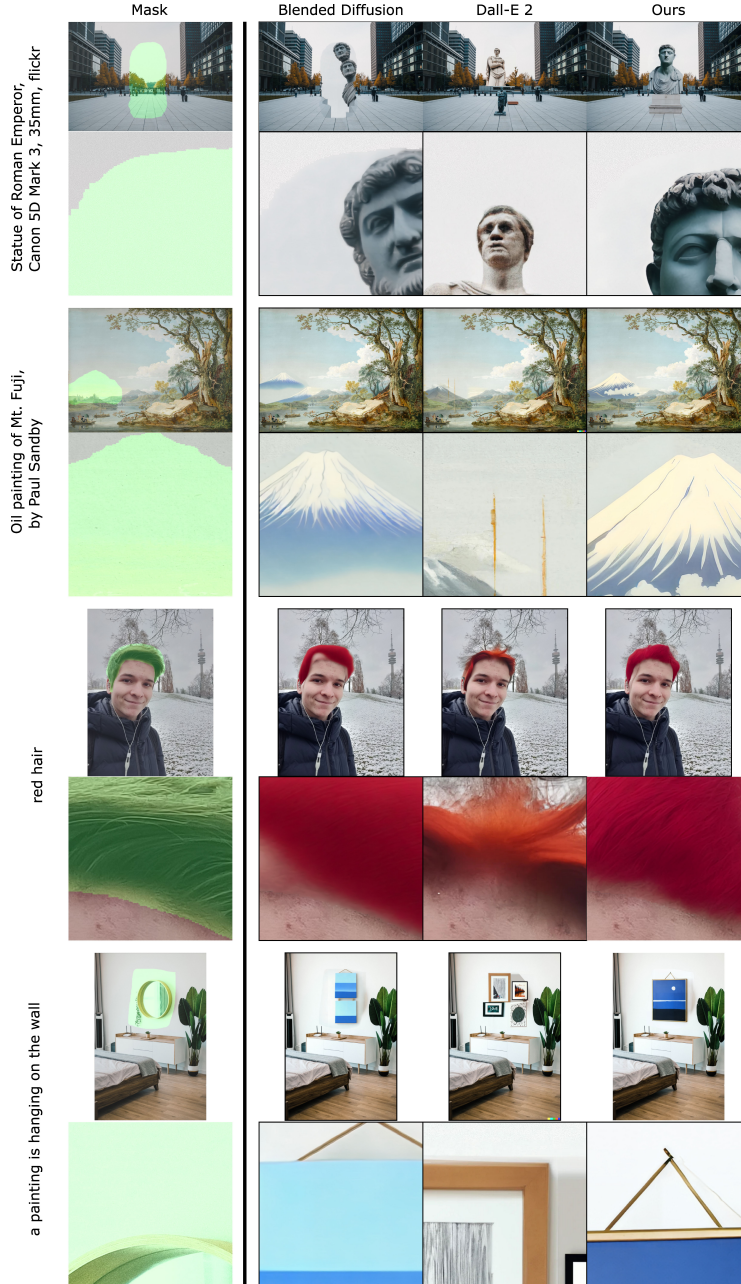 Mask
Blended Diffusion
Dall-E 2
Ours
Statue of Roman Emperor,
Canon 5D Mark 3, 35mm, flickr
Oil painting of Mt. Fuji,
by Paul Sandby
red hair
a painting is hanging on the wall